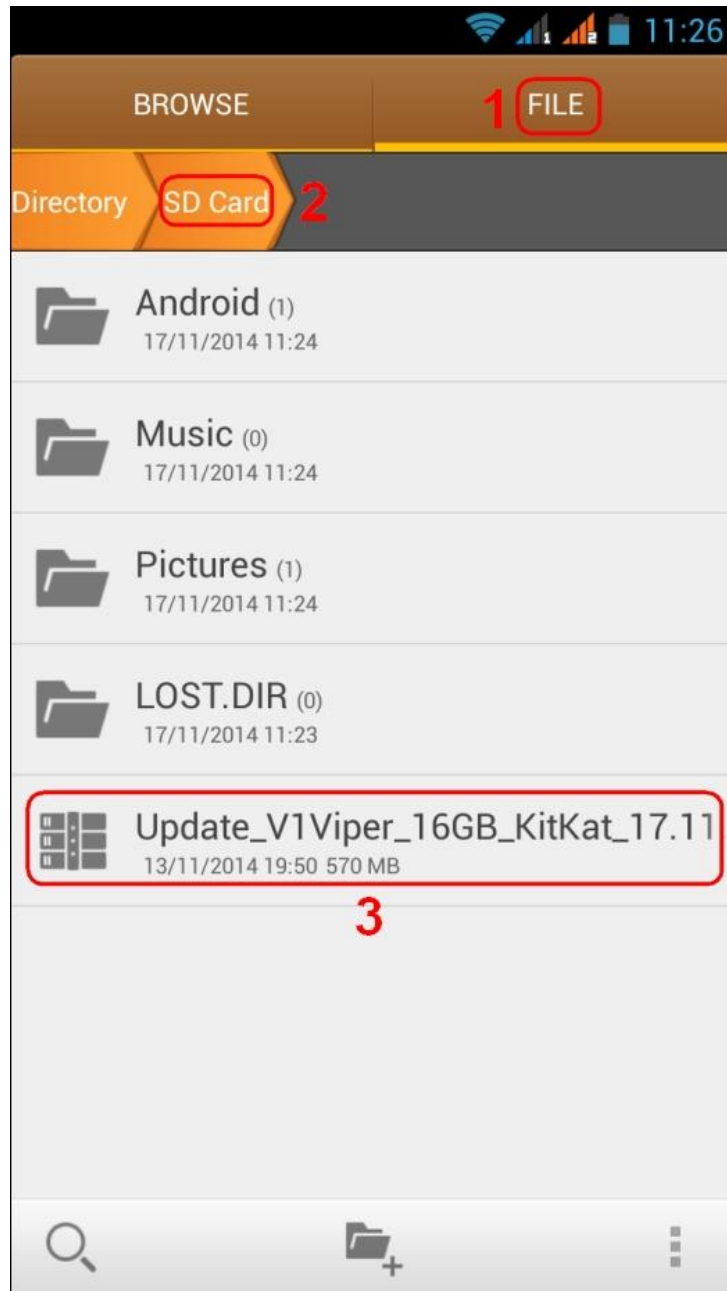 1 2 11:26
BROWSE 1 FILE
Directory SD Card 2
Android (1)
17/11/2014 11:24
Music (0)
17/11/2014 11:24
Pictures (1)
17/11/2014 11:24
LOST.DIR (0)
17/11/2014 11:23
Update_V1Viper_16GB_KitKat_17.11
13/11/2014 19:50 570 MB
3